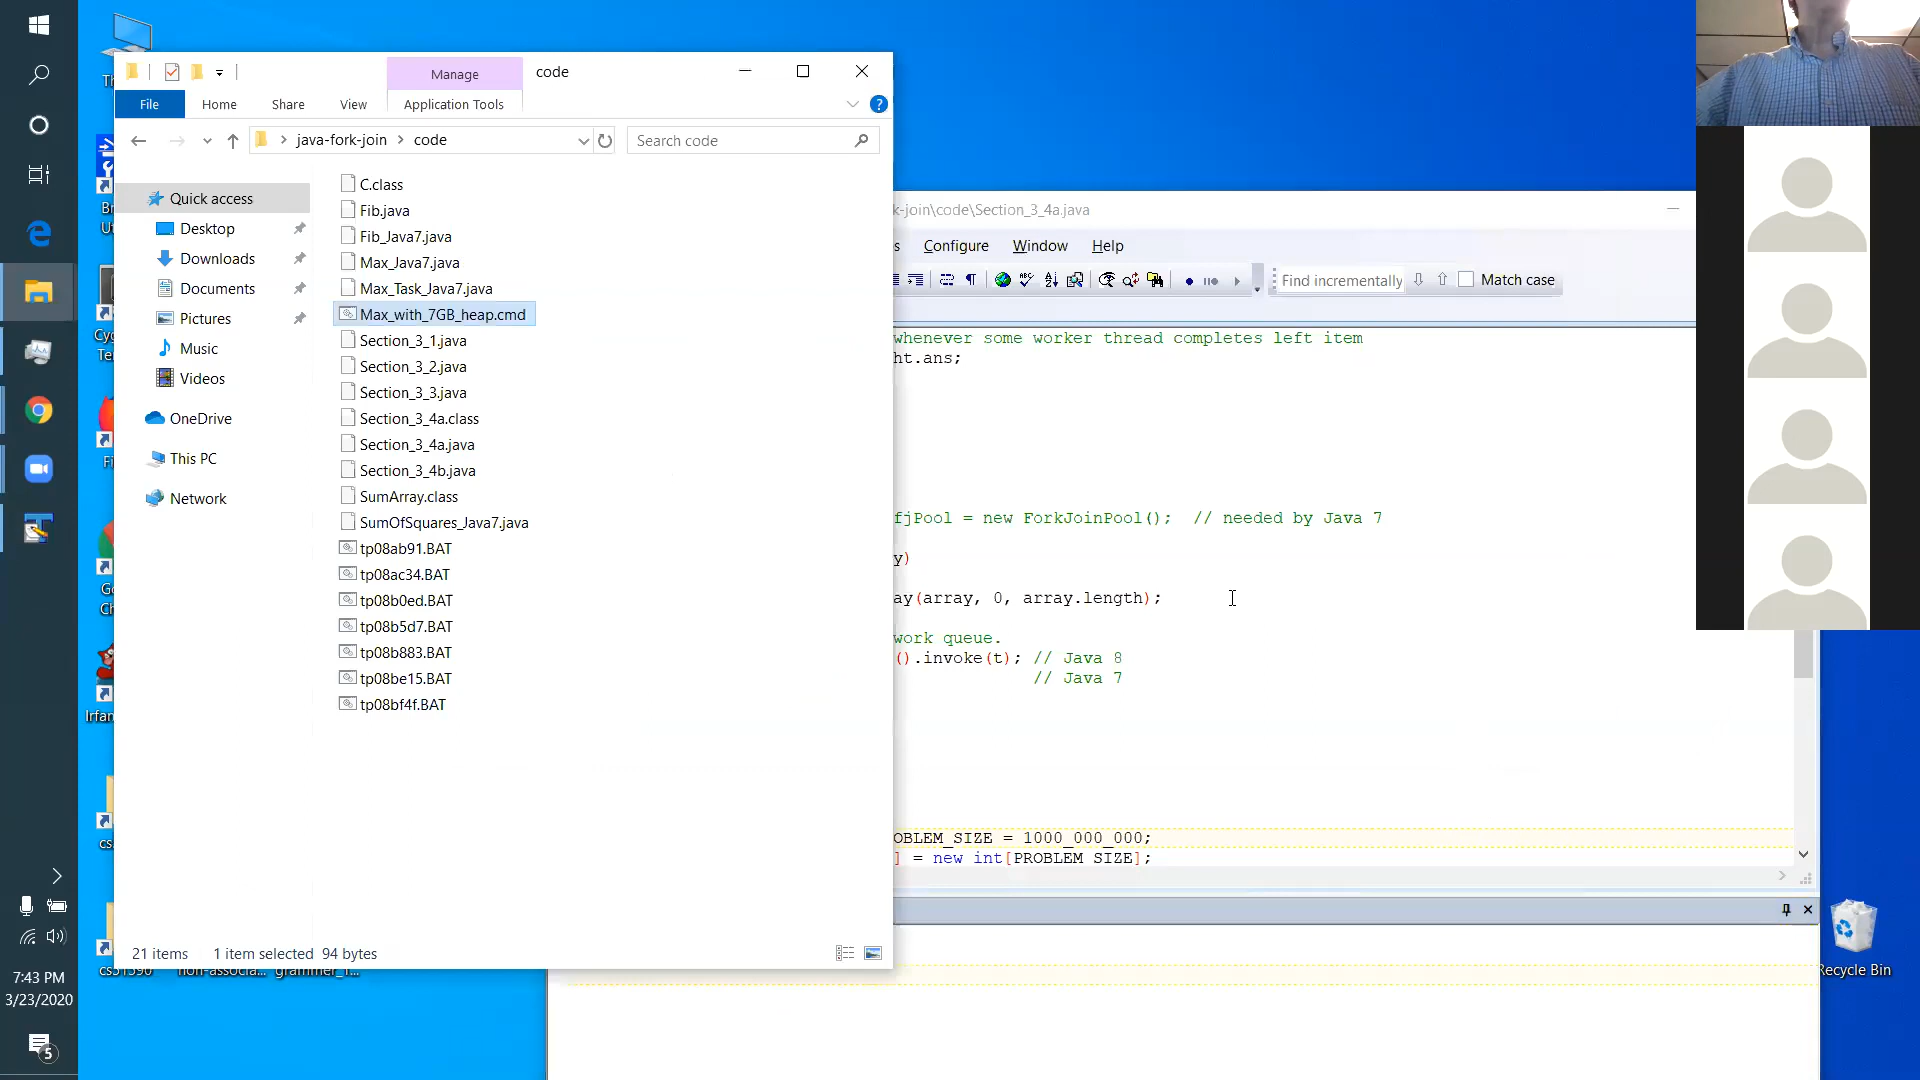 Manage
code
File
Home
Share
View
Application Tools
java-fork-join
code
Search code
Quick access
Desktop
Downloads
Documents
Pictures
Music
Videos
OneDrive
This PC
Network
C.class
Fib.java
Fib_Java7.java
Max_Java7.java
Max_Task_Java7.java
Max_with_7GB_heap.cmd
Section_3_1.java
Section_3_2.java
Section_3_3.java
Section_3_4a.class
Section_3_4a.java
Section_3_4b.java
SumArray.class
SumOfSquares_Java7.java
tp08ab91.BAT
tp08ac34.BAT
tp08b0ed.BAT
tp08b5d7.BAT
tp08b883.BAT
tp08be15.BAT
tp08bf4f.BAT
21 items 1 item selected 94 bytes
k-join\code\Section_3_4a.java
s Configure Window Help
Find incrementally Match case
whenever some worker thread completes left item
ht.ans;
fjPool = new ForkJoinPool(); // needed by Java 7
y)
ay(array, 0, array.length);
work queue.
().invoke(t); // Java 8
// Java 7
OBLEM_SIZE = 1000_000_000;
] = new int[PROBLEM_SIZE];
Recycle Bin
7:43 PM
3/23/2020
5